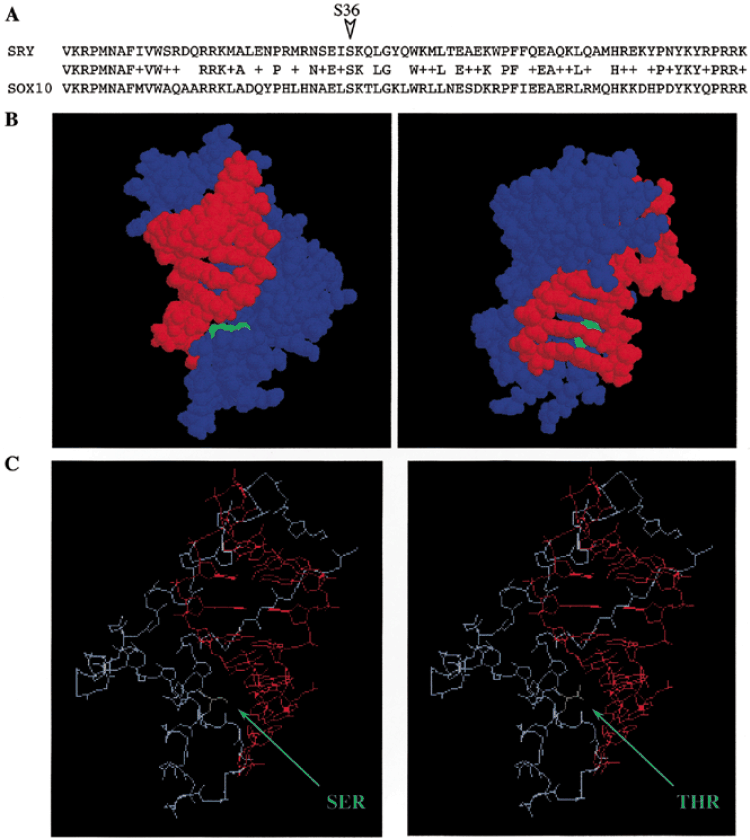 A
S36
SRY VKRPMNAFIVWSRDQRRKMALENPRMRNSEISKQLGYQWKMLTEAEKWPFFQEAQKLQAMHREKYPNYKYRPRRK
VKRPMNAF+VW++ RRK+A + P + N+E+SK LG W++L E++K PF +EA++L+ H++ +P+YKY+PRR+
SOX10 VKRPMNAFMVWAQAARRKLADQYPHLHNAELSKTLGKLWRLLNESDKRPFIEEAERLRMQHKKDHPDYKYQPRRR
B
C
SER
THR